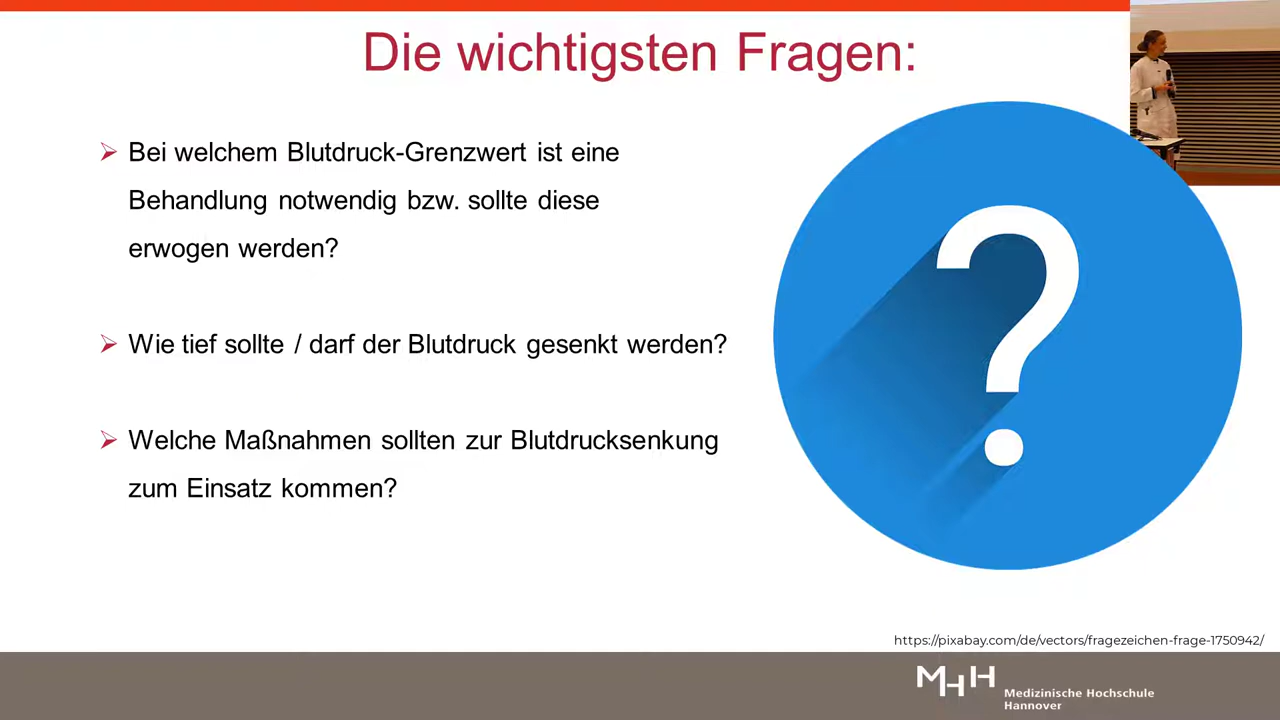 Die wichtigsten Fragen:
Bei welchem Blutdruck-Grenzwert ist eine
Behandlung notwendig bzw. sollte diese
erwogen werden?
Wie tief sollte / darf der Blutdruck gesenkt werden?
Welche Maßnahmen sollten zur Blutdrucksenkung
zum Einsatz kommen?
https://pixabay.com/de/vectors/fragezeichen-frage-1750942/
MHH
Medizinische Hochschule
Hannover